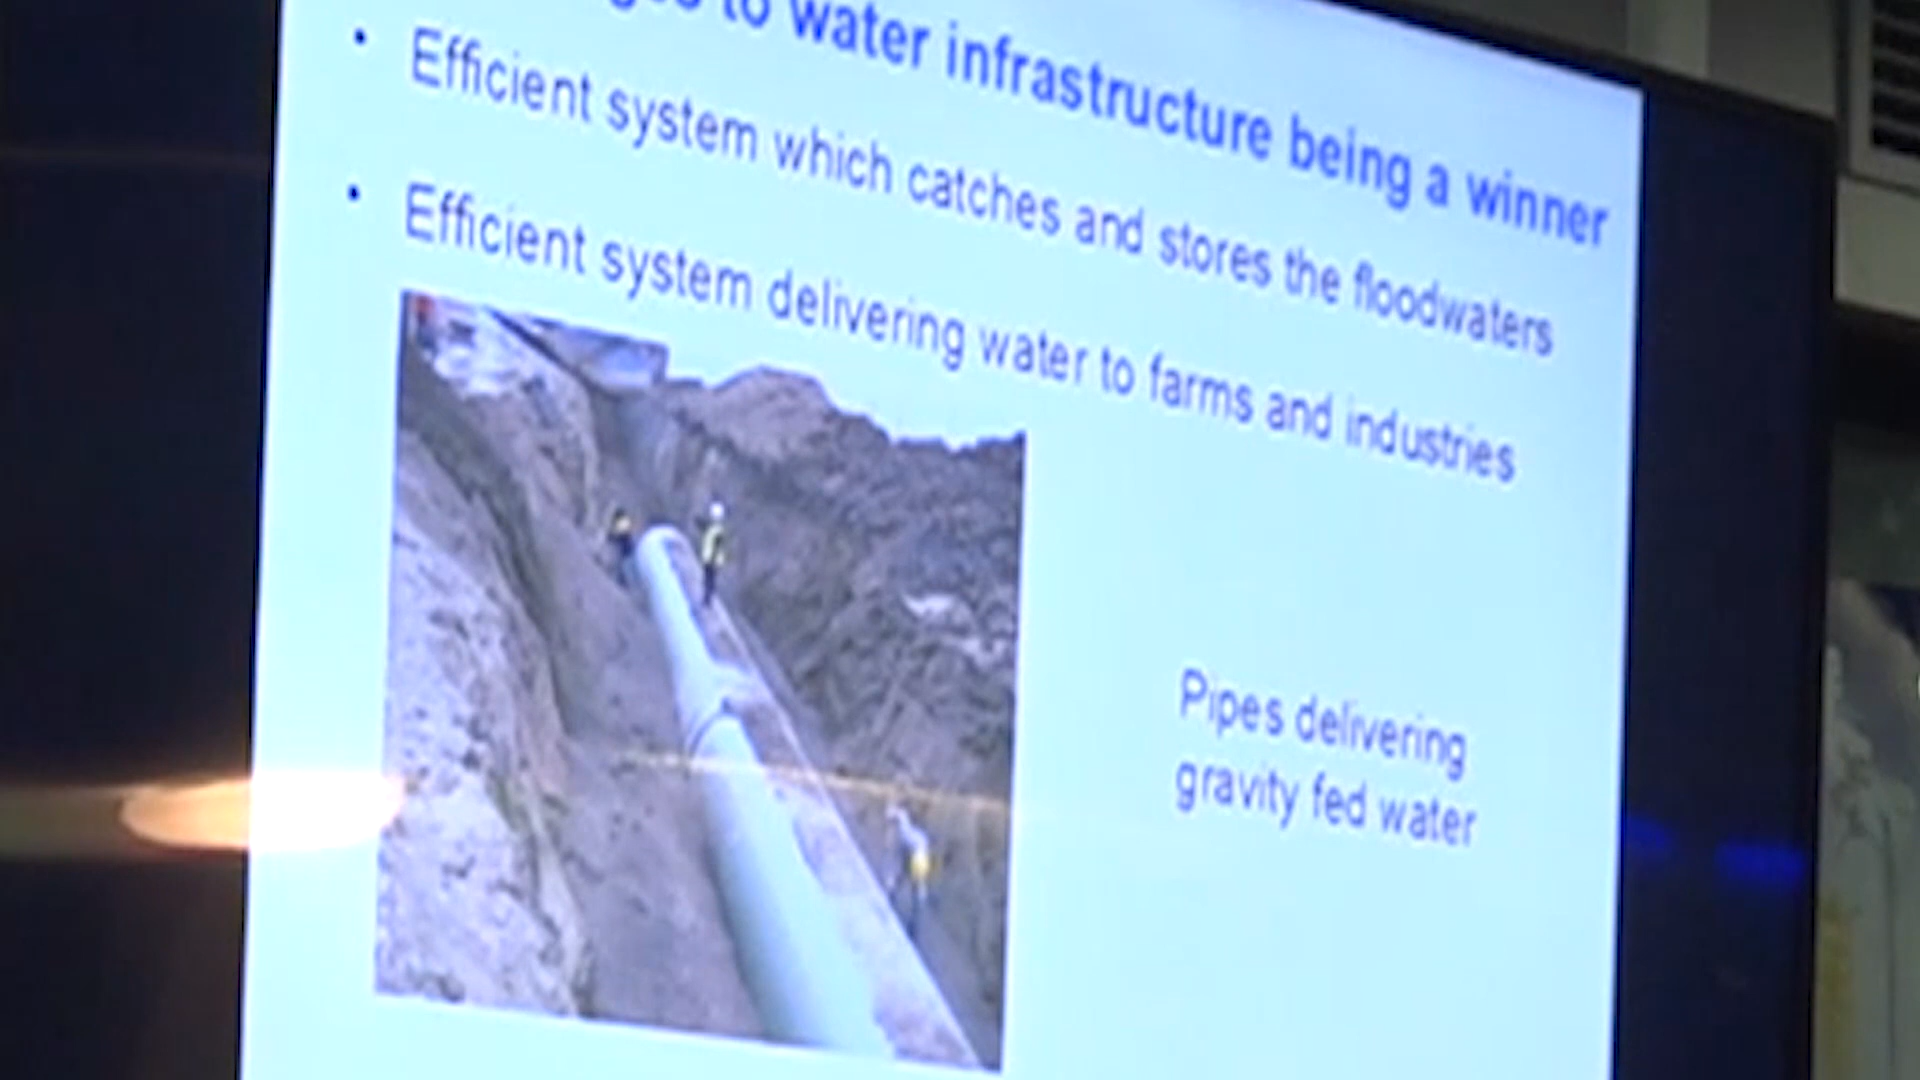 to water infrastructure being a winner
• Efficient system which catches and stores the floodwaters
• Efficient system delivering water to farms and industries
Pipes delivering
gravity fed water